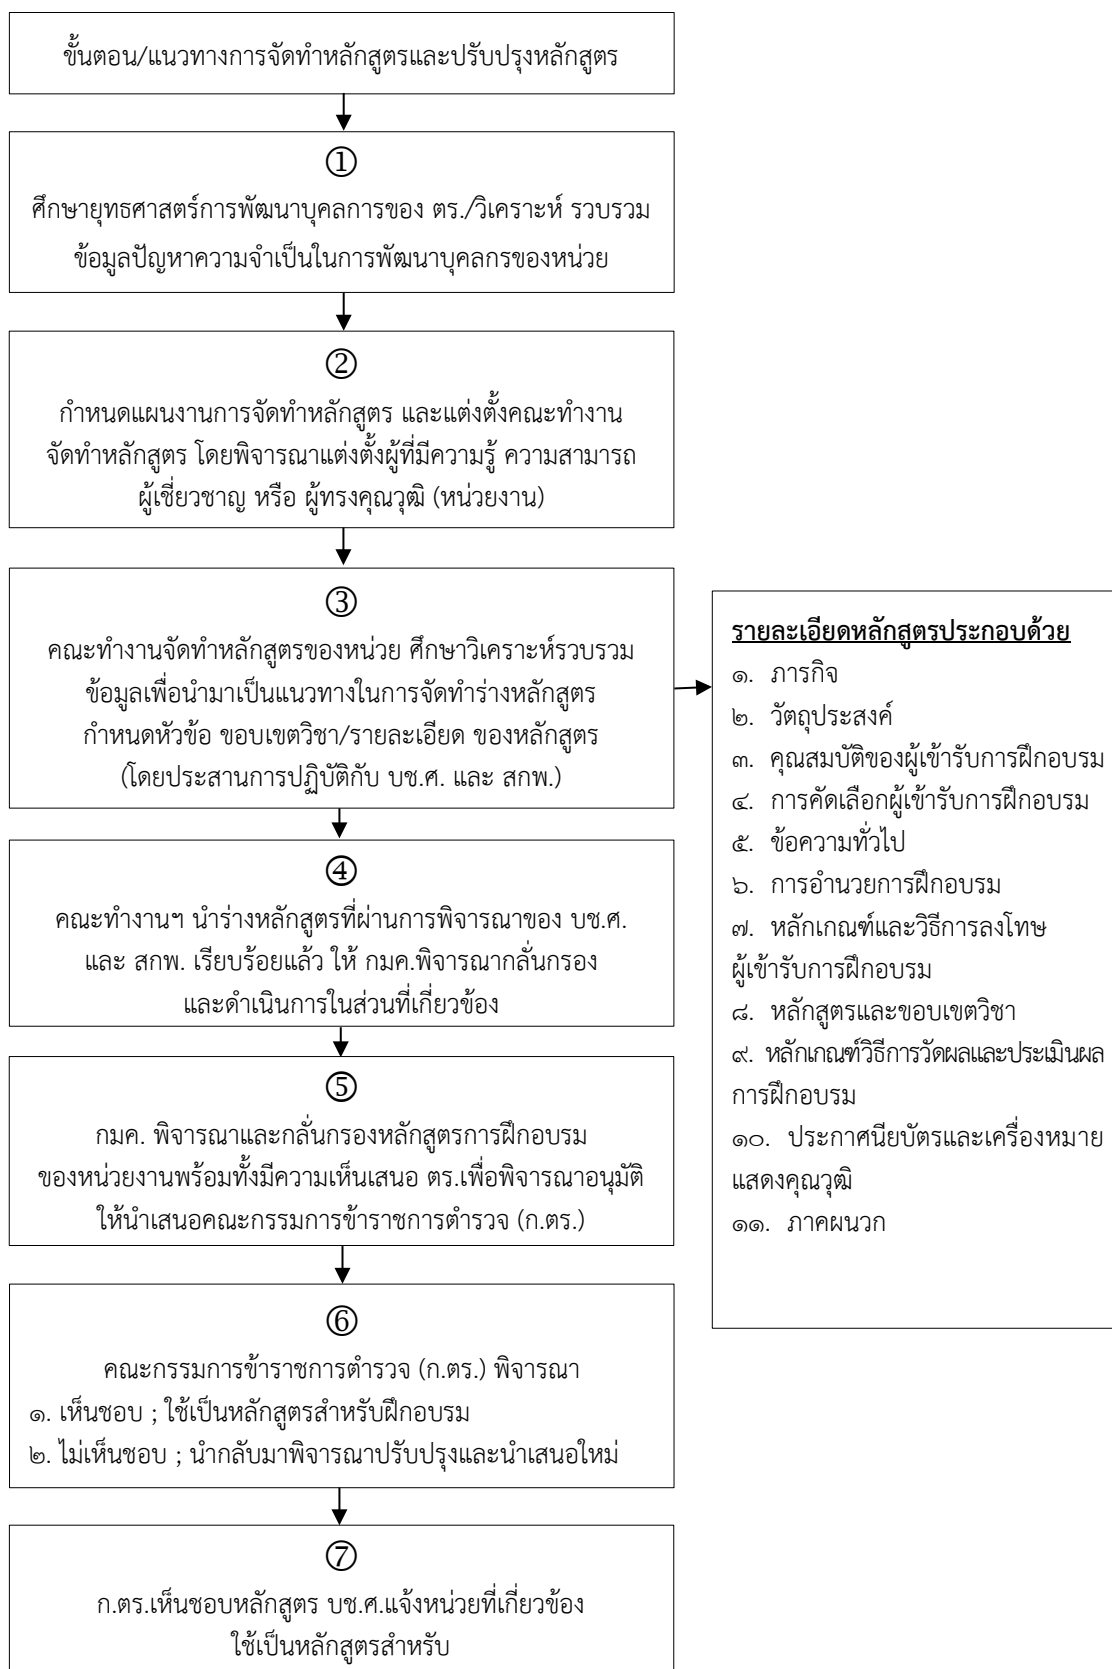 ขั้นตอน/แนวทางการจัดทำหลักสูตรและปรับปรุงหลักสูตร
①
ศึกษายุทธศาสตร์การพัฒนาบุคลการของ ตร./วิเคราะห์ รวบรวม
ข้อมูลปัญหาความจำเป็นในการพัฒนาบุคลกรของหน่วย
②
กำหนดแผนงานการจัดทำหลักสูตร และแต่งตั้งคณะทำงาน
จัดทำหลักสูตร โดยพิจารณาแต่งตั้งผู้ที่มีความรู้ ความสามารถ
ผู้เชี่ยวชาญ หรือ ผู้ทรงคุณวุฒิ (หน่วยงาน)
③
คณะทำงานจัดทำหลักสูตรของหน่วย ศึกษาวิเคราะห์รวบรวม
ข้อมูลเพื่อนำมาเป็นแนวทางในการจัดทำร่างหลักสูตร
กำหนดหัวข้อ ขอบเขตวิชา/รายละเอียด ของหลักสูตร
(โดยประสานการปฏิบัติกับ บช.ศ. และ สกพ.)
รายละเอียดหลักสูตรประกอบด้วย
๑. ภารกิจ
๒. วัตถุประสงค์
๓. คุณสมบัติของผู้เข้ารับการฝึกอบรม
๔. การคัดเลือกผู้เข้ารับการฝึกอบรม
๕. ข้อความทั่วไป
๖. การอำนวยการฝึกอบรม
๗. หลักเกณฑ์และวิธีการลงโทษ
ผู้เข้ารับการฝึกอบรม
๘. หลักสูตรและขอบเขตวิชา
๙. หลักเกณฑ์วิธีการวัดผลและประเมินผล
การฝึกอบรม
๑๐. ประกาศนียบัตรและเครื่องหมาย
แสดงคุณวุฒิ
๑๑. ภาคผนวก
④
คณะทำงานฯ นำร่างหลักสูตรที่ผ่านการพิจารณาของ บช.ศ.
และ สกพ. เรียบร้อยแล้ว ให้ กมค.พิจารณากลั่นกรอง
และดำเนินการในส่วนที่เกี่ยวข้อง
⑤
กมค. พิจารณาและกลั่นกรองหลักสูตรการฝึกอบรม
ของหน่วยงานพร้อมทั้งมีความเห็นเสนอ ตร.เพื่อพิจารณาอนุมัติ
ให้นำเสนอคณะกรรมการข้าราชการตำรวจ (ก.ตร.)
⑥
คณะกรรมการข้าราชการตำรวจ (ก.ตร.) พิจารณา
๑. เห็นชอบ ; ใช้เป็นหลักสูตรสำหรับฝึกอบรม
๒. ไม่เห็นชอบ ; นำกลับมาพิจารณาปรับปรุงและนำเสนอใหม่
⑦
ก.ตร.เห็นชอบหลักสูตร บช.ศ.แจ้งหน่วยที่เกี่ยวข้อง
ใช้เป็นหลักสูตรสำหรับ